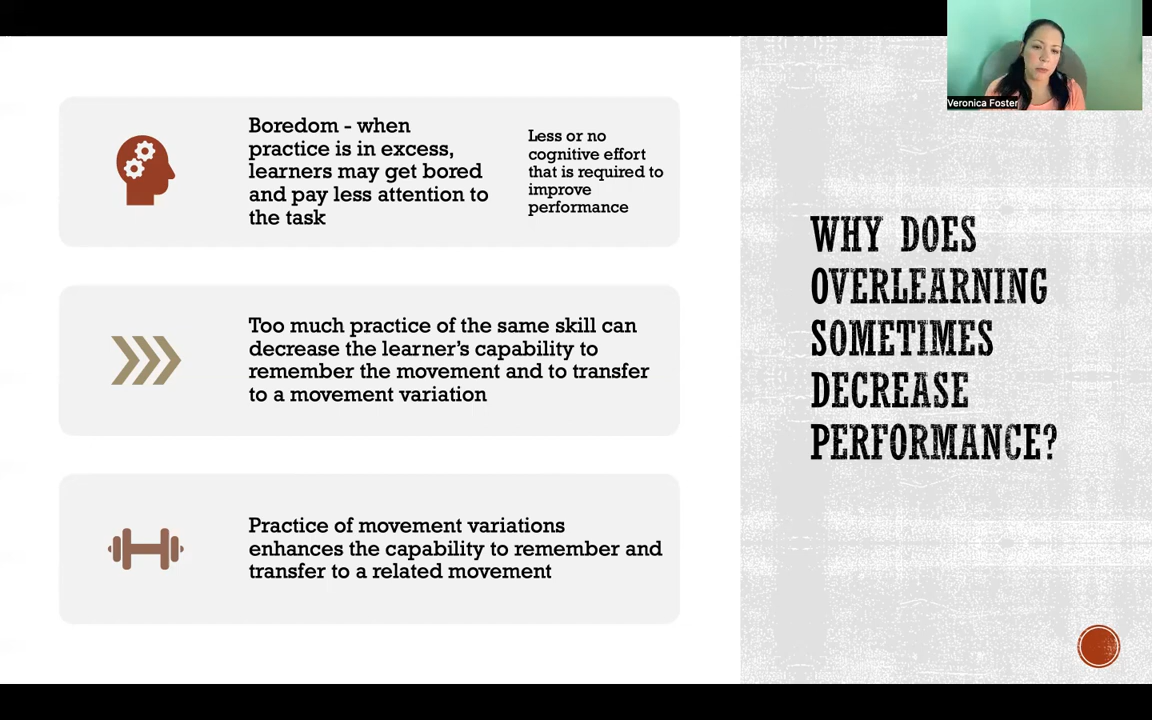 Veronica Foster
Boredom - when
practice is in excess,
learners may get bored
and pay less attention to
the task
Less or no
cognitive effort
that is required to
improve
performance
Too much practice of the same skill can
decrease the learner’s capability to
remember the movement and to transfer
to a movement variation
Practice of movement variations
enhances the capability to remember and
transfer to a related movement
WHY DOES
OVERLEARNING
SOMETIMES
DECREASE
PERFORMANCE?